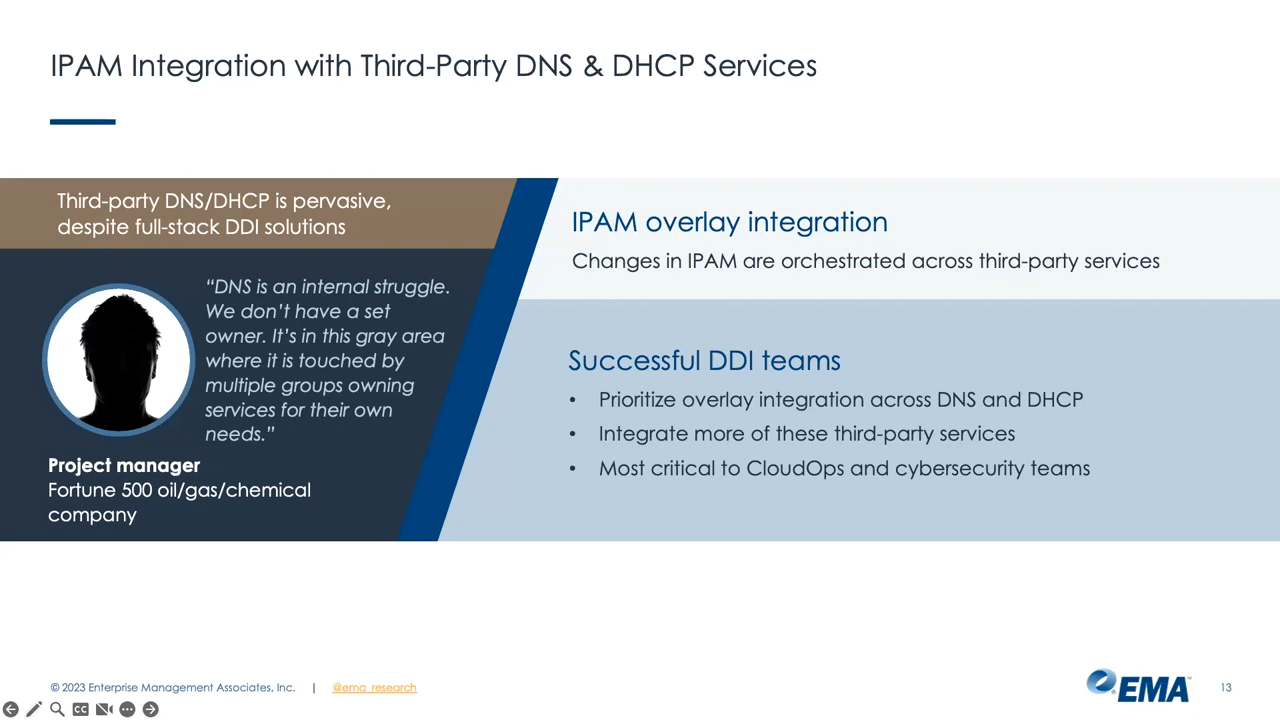 IPAM Integration with Third-Party DNS & DHCP Services
Third-party DNS/DHCP is pervasive,
despite full-stack DDI solutions
“DNS is an internal struggle.
We don’t have a set
owner. It’s in this gray area
where it is touched by
multiple groups owning
services for their own
needs.”
Project manager
Fortune 500 oil/gas/chemical
company
IPAM overlay integration
Changes in IPAM are orchestrated across third-party services
Successful DDI teams
• Prioritize overlay integration across DNS and DHCP
• Integrate more of these third-party services
• Most critical to CloudOps and cybersecurity teams
© 2023 Enterprise Management Associates, Inc. | @ema_research
EMA
13
CC